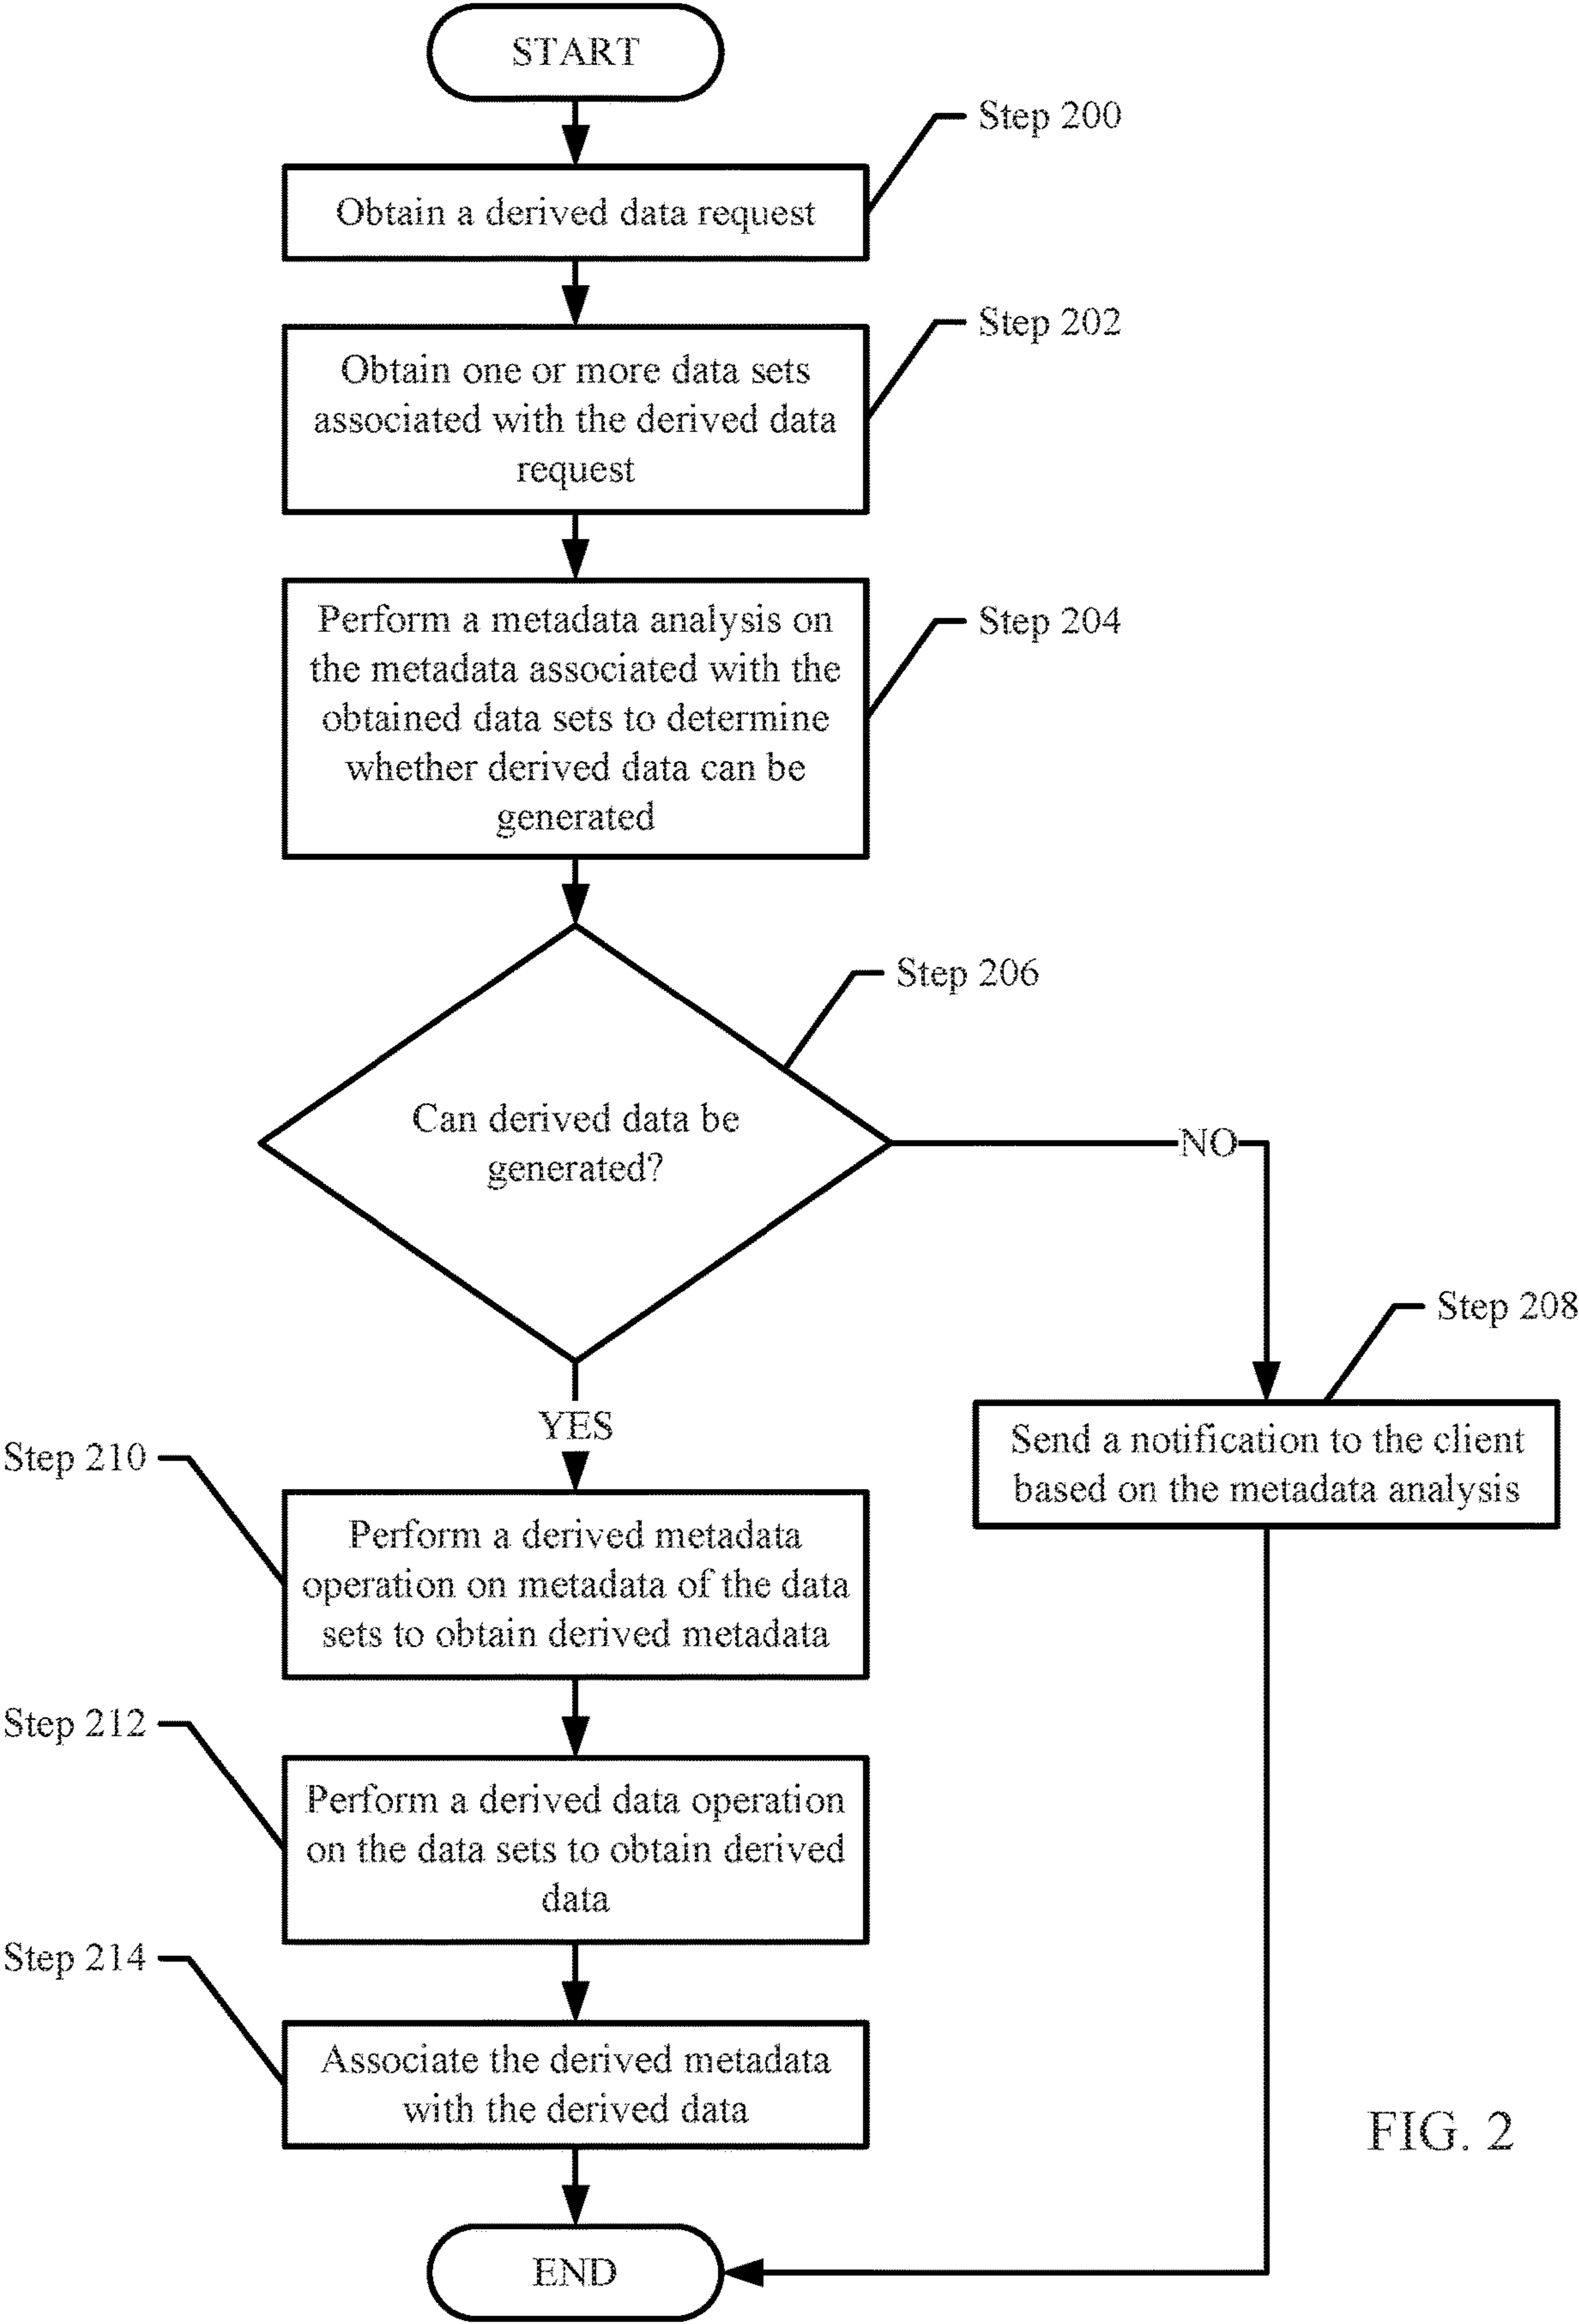 START
Step 200
Obtain a derived data request
Step 202
Obtain one or more data sets
associated with the derived data
request
Step 204
Perform a metadata analysis on
the metadata associated with the
obtained data sets to determine
whether derived data can be
generated
Step 206
Can derived data be
generated?
NO
YES
Step 208
Send a notification to the client
based on the metadata analysis
Step 210
Perform a derived metadata
operation on metadata of the data
sets to obtain derived metadata
Step 212
Perform a derived data operation
on the data sets to obtain derived
data
Step 214
Associate the derived metadata
with the derived data
FIG. 2
END